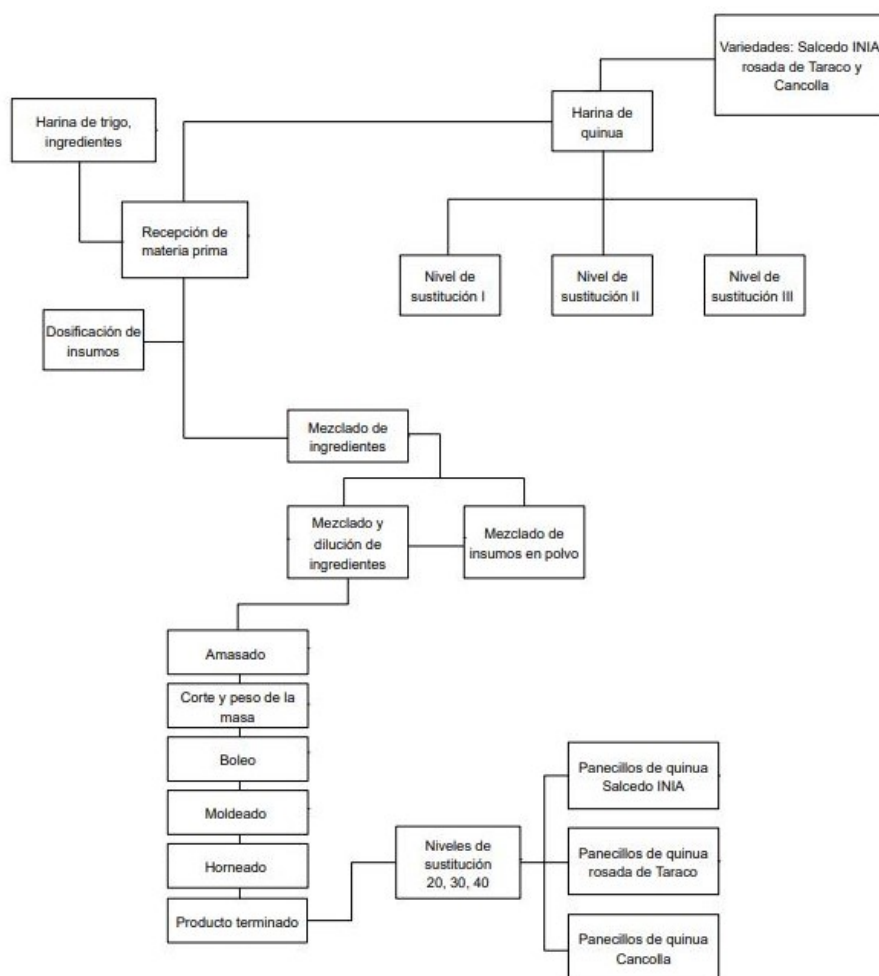 Variedades: Salcedo INIA
rosada de Taraco y
Cancolla
Harina de trigo,
ingredientes
Harina de
quinua
Recepción de
materia prima
Nivel de
sustitución I
Nivel de
sustitución II
Nivel de
sustitución III
Dosificación de
insumos
Mezclado de
ingredientes
Mezclado y
dilución de
ingredientes
Mezclado de
insumos en polvo
Amasado
Corte y peso de la
masa
Boleo
Moldeado
Horneado
Producto terminado
Niveles de
sustitución
20, 30, 40
Panecillos de quinua
Salcedo INIA
Panecillos de quinua
rosada de Taraco
Panecillos de quinua
Cancolla